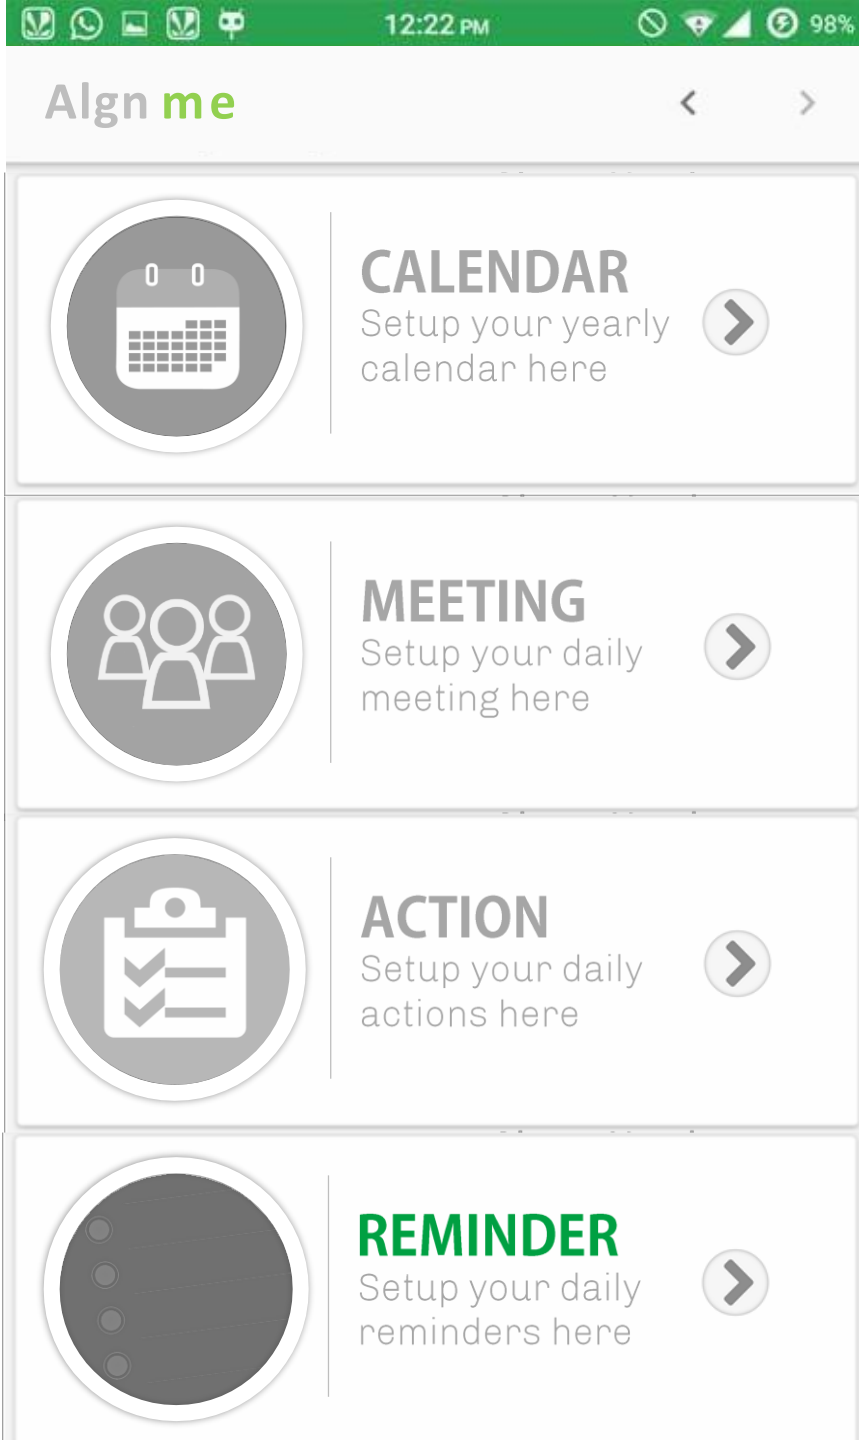 12:22 PM 98%
Algn me
CALENDAR
Setup your yearly
calendar here
MEETING
Setup your daily
meeting here
ACTION
Setup your daily
actions here
REMINDER
Setup your daily
reminders here